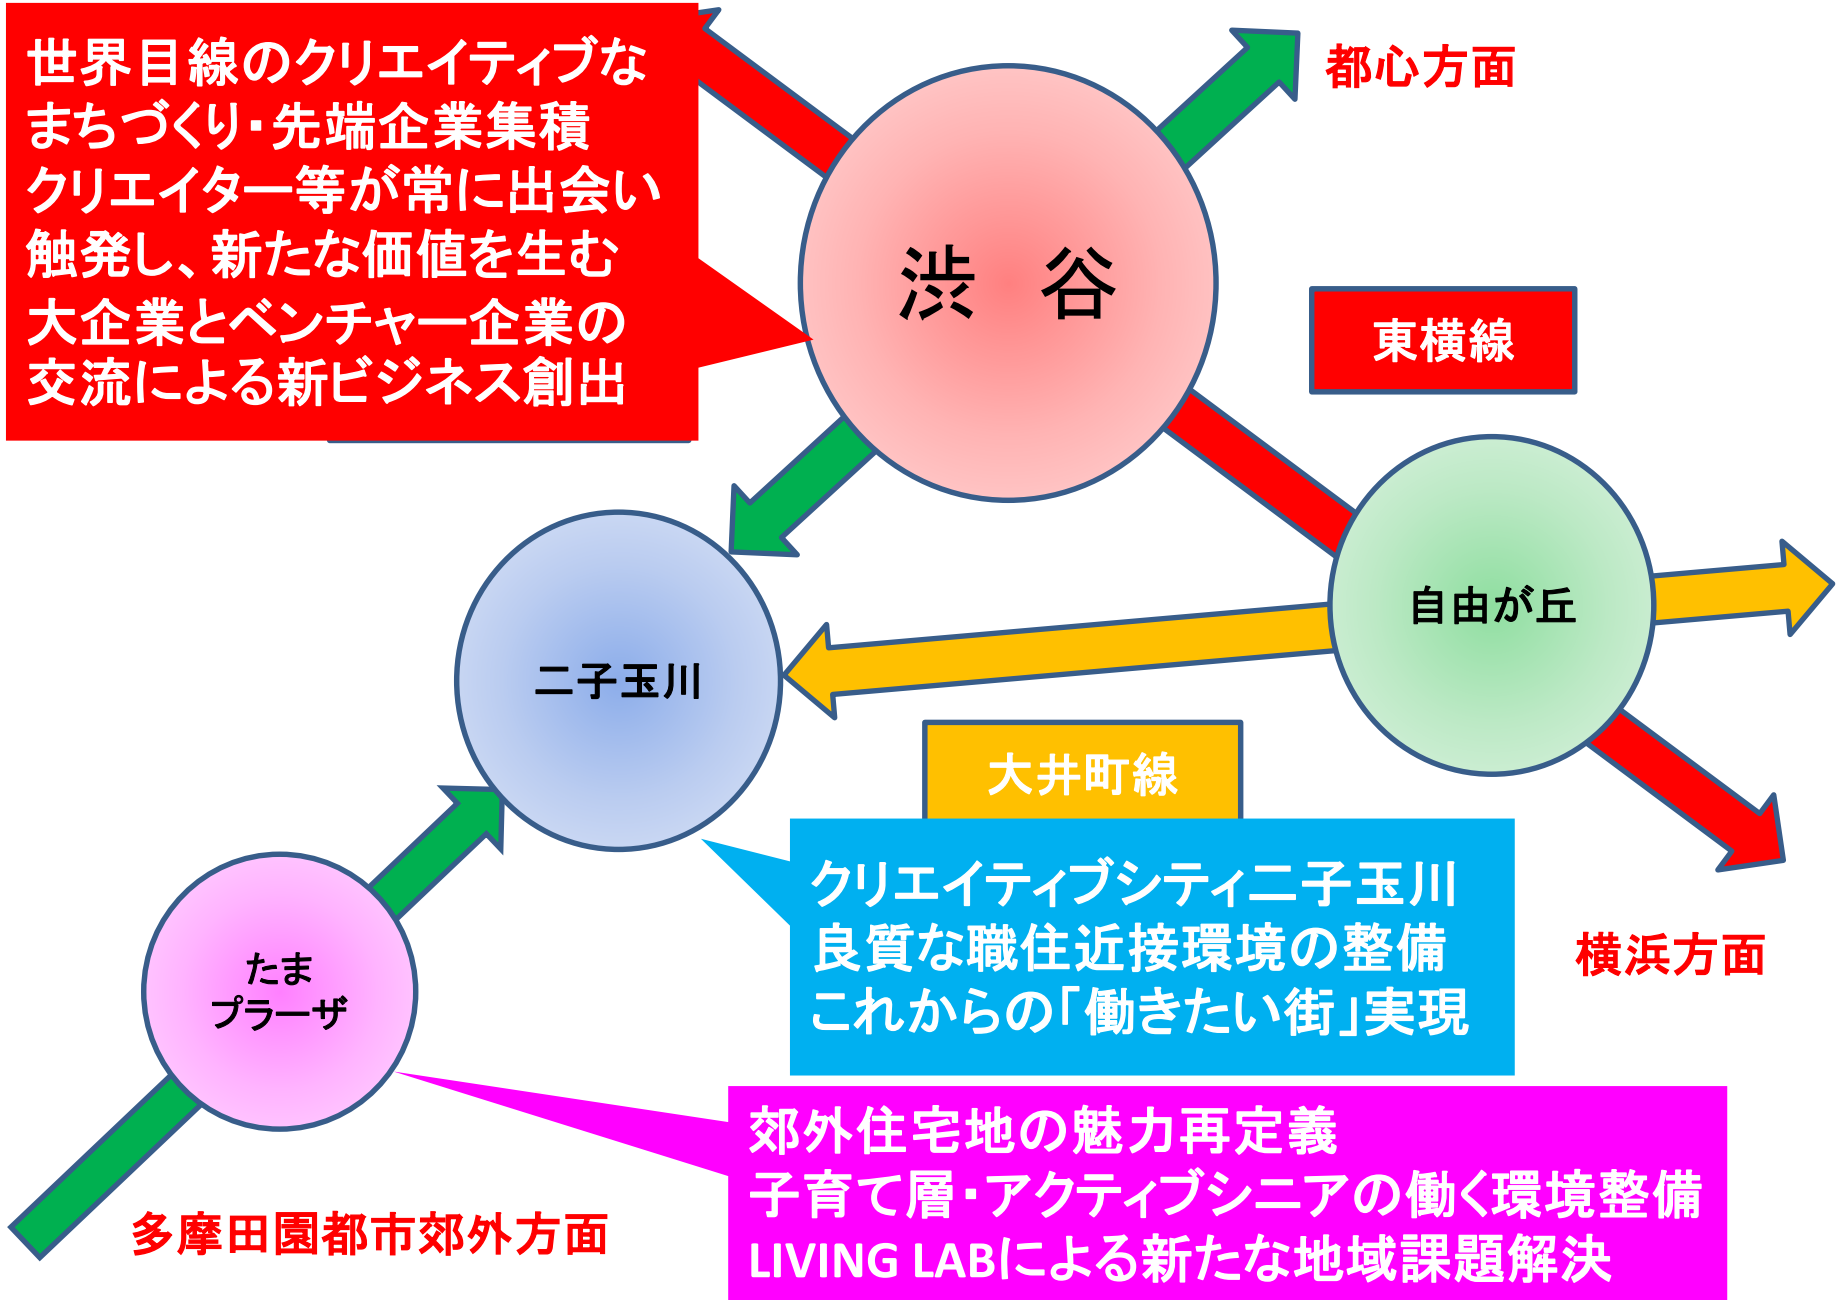 世界目線のクリエイティブな
まちづくり・先端企業集積
クリエイター等が常に出会い
触発し、新たな価値を生む
大企業とベンチャー企業の
交流による新ビジネス創出
都心方面
渋　谷
東横線
自由が丘
二子玉川
大井町線
クリエイティブシティ二子玉川
良質な職住近接環境の整備
これからの「働きたい街」実現
横浜方面
たま
プラーザ
郊外住宅地の魅力再定義
子育て層・アクティブシニアの働く環境整備
LIVING LABによる新たな地域課題解決
多摩田園都市郊外方面